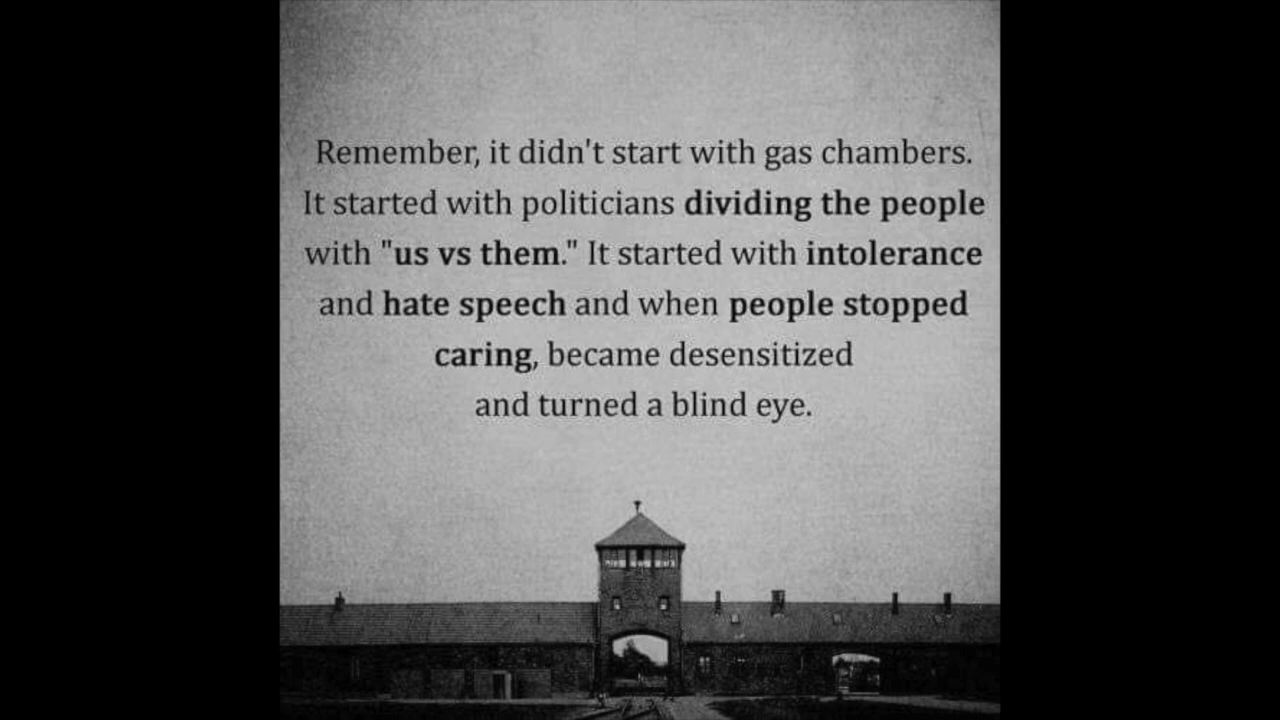 Remember, it didn't start with gas chambers.
It started with politicians dividing the people
with "us vs them." It started with intolerance
and hate speech and when people stopped
caring, became desensitized
and turned a blind eye.